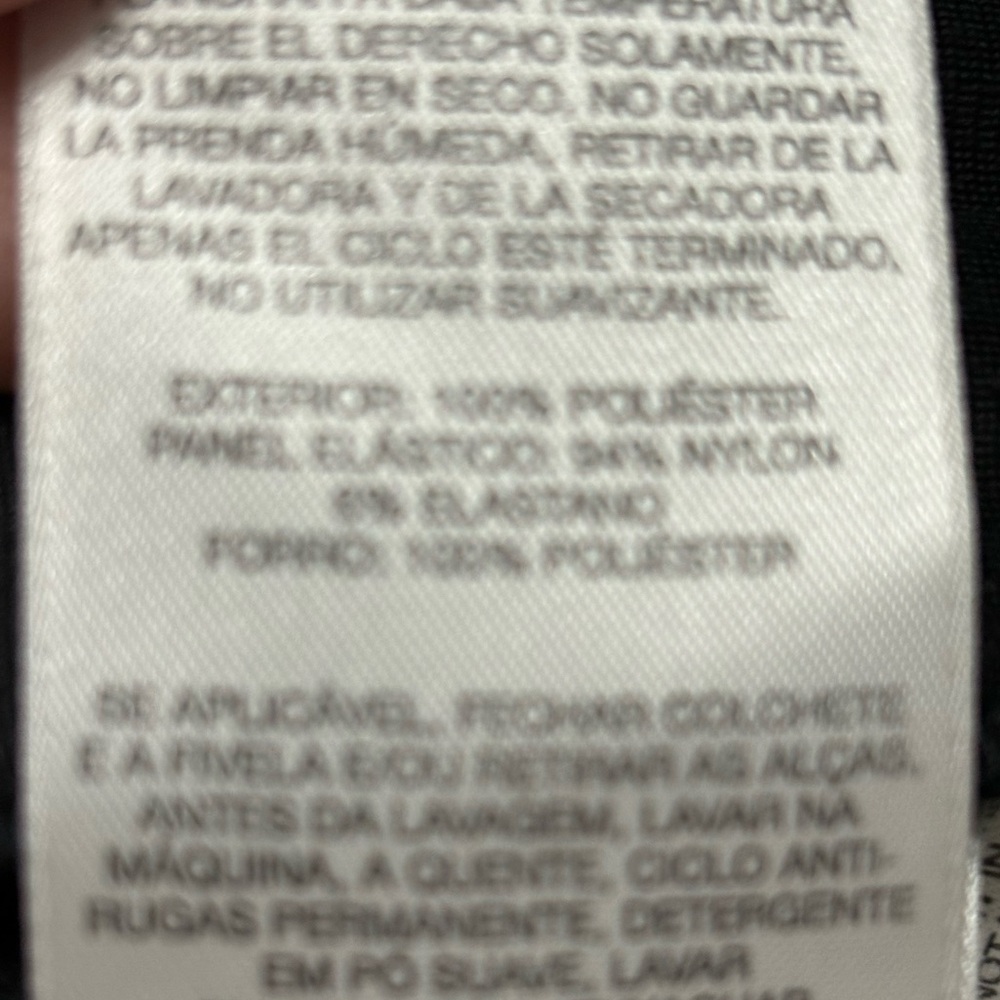 TEMPERATURA
SOBRE EL DERECHO SOLAMENTE.
NO LIMPIAR EN SECO. NO GUARDAR
LA PRENDA HÚMEDA. RETIRAR DE LA
LAVADORA Y DE LA SECADORA
APENAS EL CICLO ESTÉ TERMINADO.
NO UTILIZAR SUAVIZANTE.
EXTERIOR: 100% POLIÉSTER
PANEL ELÁSTICO: 94% NYLON
6% ELASTANO
FORRO: 100% POLIÉSTER
SE APLICÁVEL, FECHAR COLCHETE
E A FIVELA E/OU RETIRAR AS ALÇAS.
ANTES DA LAVAGEM, LAVAR NA
MÁQUINA, A QUENTE, CICLO ANTI-
RUGAS PERMANENTE, DETERGENTE
EM PÓ SUAVE, LAVAR